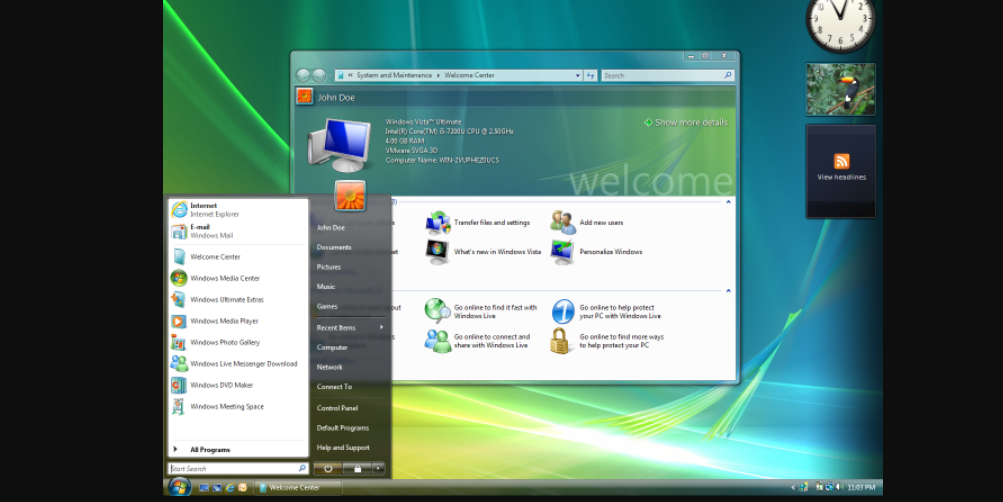 System and Maintenance
Welcome Center
Search
John Doe
Windows Vista™ Ultimate
Intel(R) Core(TM) i5-7200U CPU @ 2.50GHz
4.00 GB RAM
VMware SVGA 3D
Computer Name: WIN-2VUPHEZDUCS
Show more details
welcome
Transfer files and settings
Add new users
What's new in Windows Vista
Personalize Windows
Go online to find it fast with
Windows Live
Go online to help protect
your PC with Windows Live
Go online to connect and
share with Windows Live
Go online to find more ways
to help protect your PC
Internet
Internet Explorer
E-mail
Windows Mail
Welcome Center
Windows Media Center
Windows Ultimate Extras
Windows Media Player
Windows Photo Gallery
Windows Live Messenger Download
Windows DVD Maker
Windows Meeting Space
All Programs
Start Search
John Doe
Documents
Pictures
Music
Games
Recent Items
Computer
Network
Connect To
Control Panel
Default Programs
Help and Support
View headlines
Welcome Center
11:03 PM